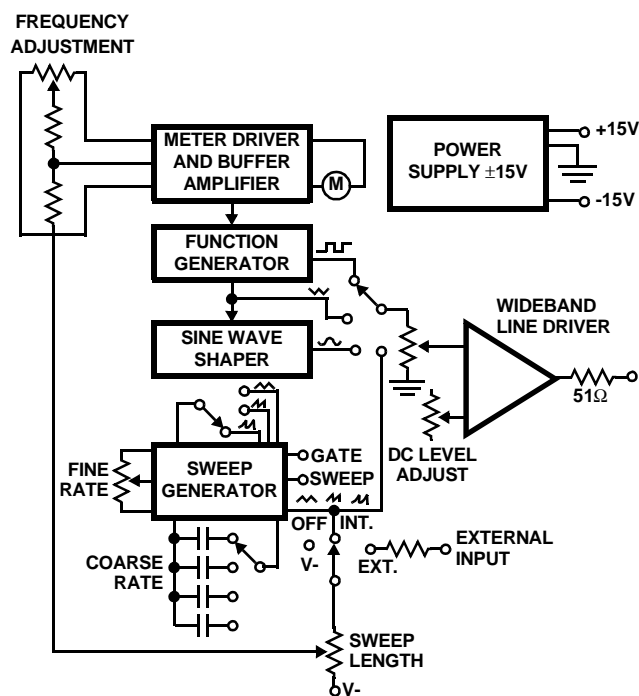 FREQUENCY
ADJUSTMENT
METER DRIVER
AND BUFFER
AMPLIFIER
M
POWER
SUPPLY ±15V
+15V
-15V
FUNCTION
GENERATOR
SINE WAVE
SHAPER
WIDEBAND
LINE DRIVER
51Ω
DC LEVEL
ADJUST
FINE
RATE
SWEEP
GENERATOR
GATE
SWEEP
OFF
INT.
V-
EXT.
EXTERNAL
INPUT
COARSE
RATE
SWEEP
LENGTH
V-